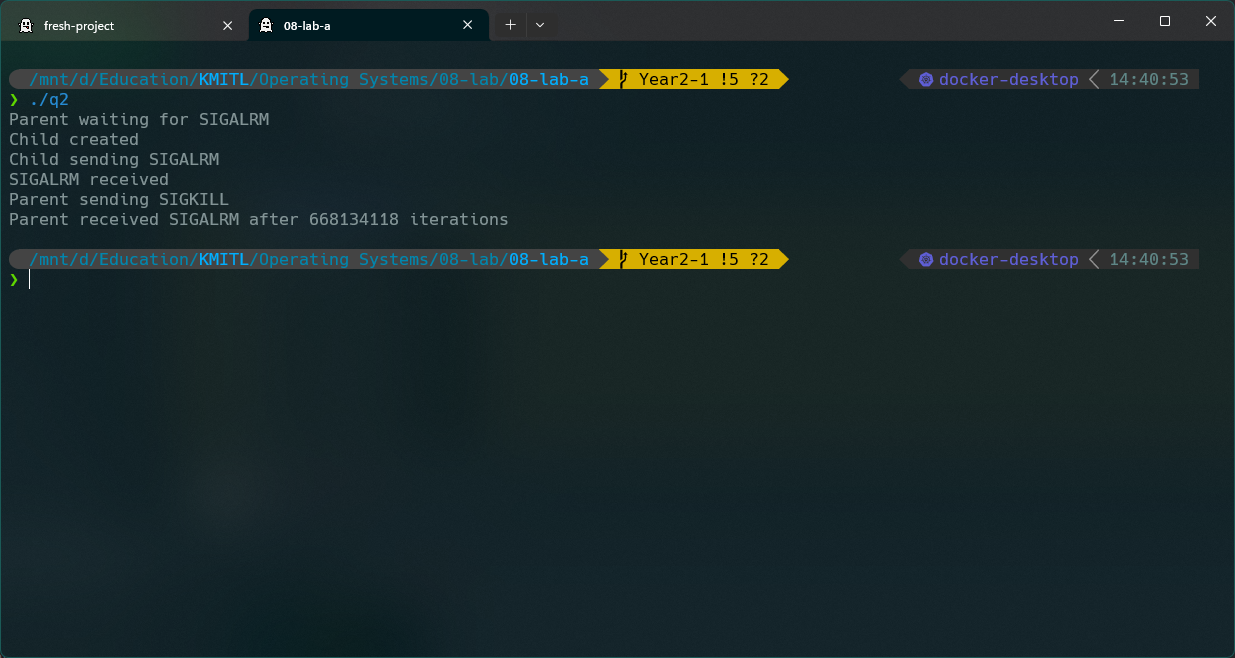 fresh-project
08-lab-a
/mnt/d/Education/KMITL/Operating Systems/08-lab/08-lab-a Year2-1 !5 ?2 docker-desktop 14:40:53
❯ ./q2
Parent waiting for SIGALRM
Child created
Child sending SIGALRM
SIGALRM received
Parent sending SIGKILL
Parent received SIGALRM after 668134118 iterations
/mnt/d/Education/KMITL/Operating Systems/08-lab/08-lab-a Year2-1 !5 ?2 docker-desktop 14:40:53
❯